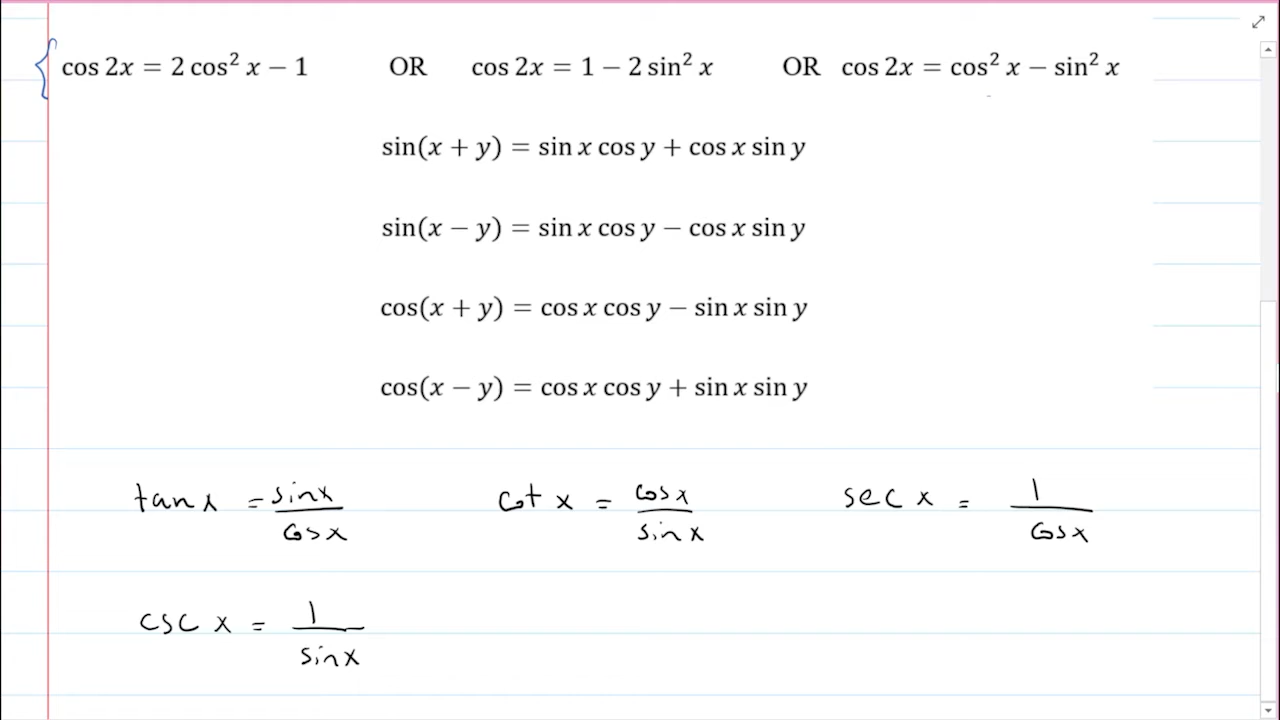 cos 2x = 2 cos² x − 1 OR cos 2x = 1 − 2 sin² x OR cos 2x = cos² x − sin² x
sin(x + y) = sin x cos y + cos x sin y
sin(x − y) = sin x cos y − cos x sin y
cos(x + y) = cos x cos y − sin x sin y
cos(x − y) = cos x cos y + sin x sin y
tan x = sin x / cos x cot x = cos x / sin x sec x = 1 / cos x
csc x = 1 / sin x